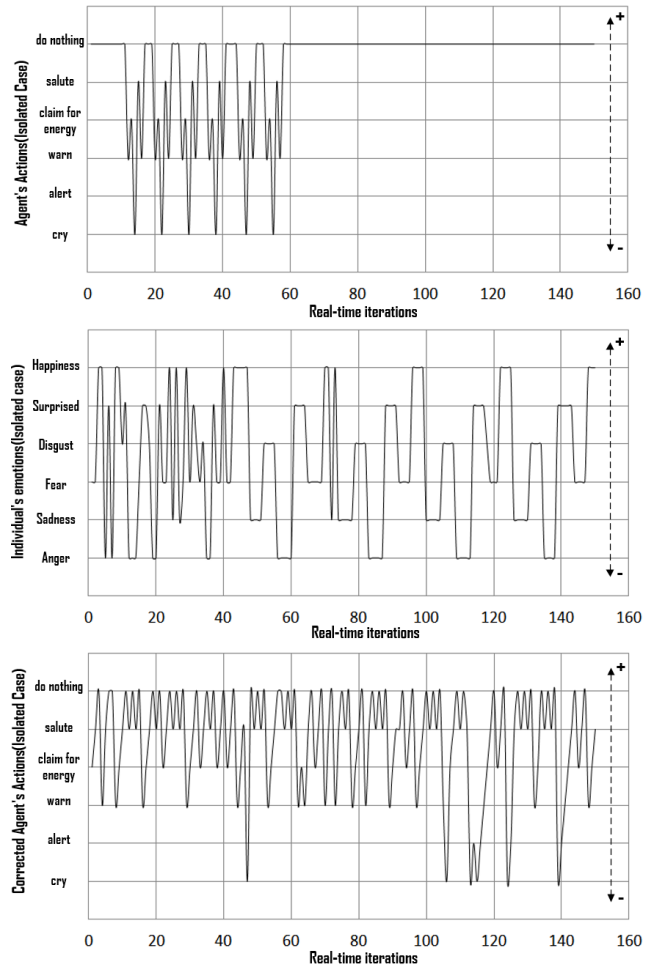 Agent's Actions(Isolated Case)
+
do nothing
salute
claim for
energy
warn
alert
cry
-
0 20 40 60 80 100 120 140 160
Real-time iterations
Individual's emotions(Isolated case)
+
Happiness
Surprised
Disgust
Fear
Sadness
Anger
-
0 20 40 60 80 100 120 140 160
Real-time iterations
Corrected Agent's Actions(Isolated Case)
+
do nothing
salute
claim for
energy
warn
alert
cry
-
0 20 40 60 80 100 120 140 160
Real-time iterations